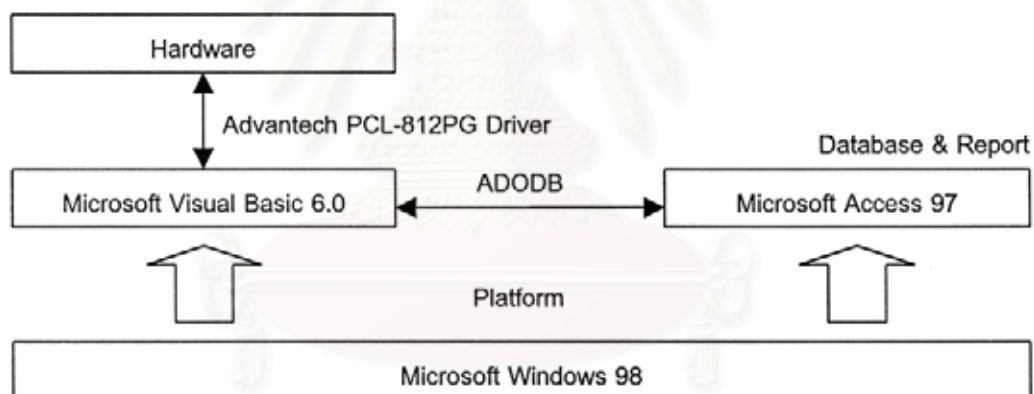 Hardware
Advantech PCL-812PG Driver
Database & Report
Microsoft Visual Basic 6.0
ADODB
Microsoft Access 97
Platform
Microsoft Windows 98